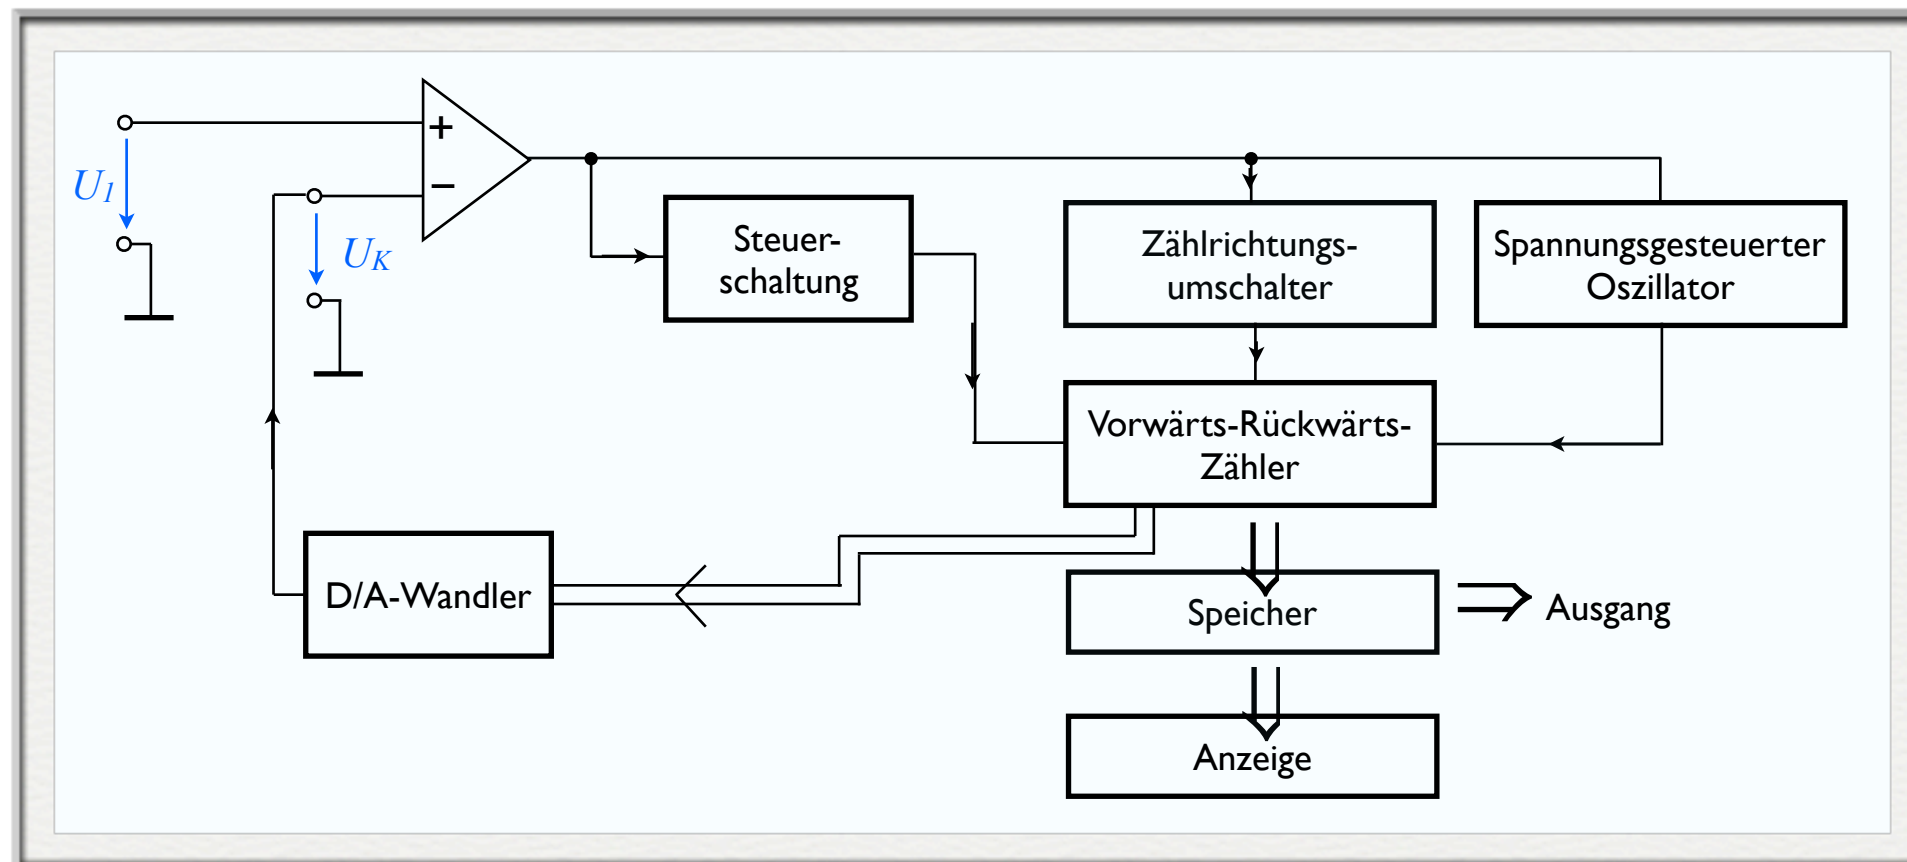 U1
+
−
UK
Steuer-
schaltung
Zählrichtungs-
umschalter
Spannungsgesteuerter
Oszillator
Vorwärts-Rückwärts-
Zähler
D/A-Wandler
Speicher
Ausgang
Anzeige